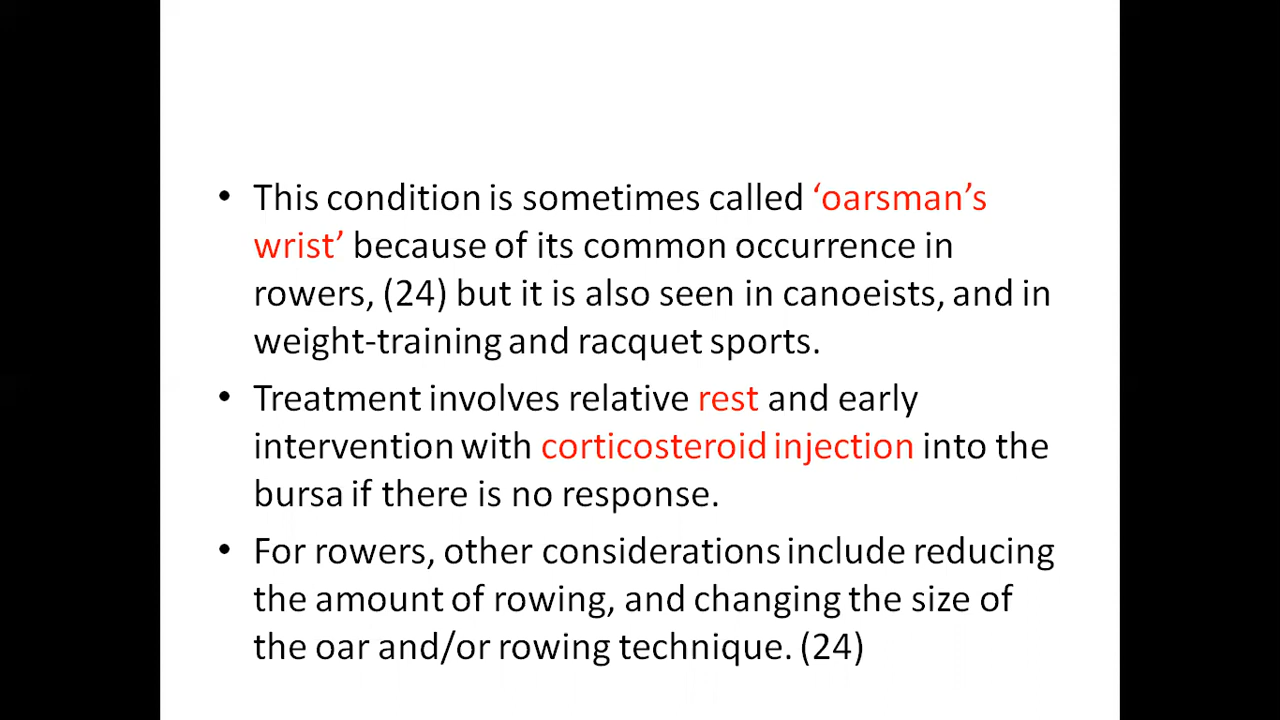 • This condition is sometimes called ‘oarsman’s
wrist’ because of its common occurrence in
rowers, (24) but it is also seen in canoeists, and in
weight-training and racquet sports.
• Treatment involves relative rest and early
intervention with corticosteroid injection into the
bursa if there is no response.
• For rowers, other considerations include reducing
the amount of rowing, and changing the size of
the oar and/or rowing technique. (24)